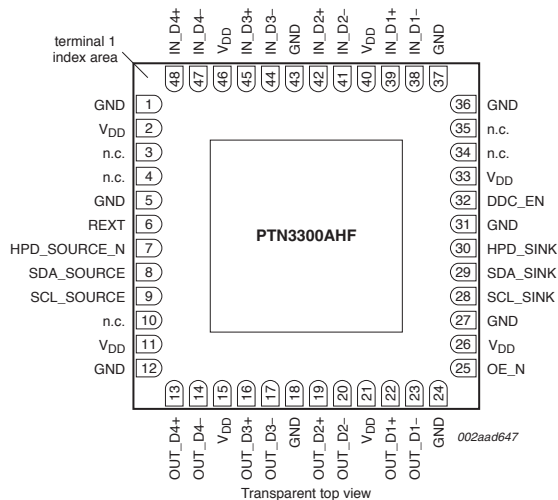 IN_D4+
IN_D4−
VDD
IN_D3+
IN_D3−
GND
IN_D2+
IN_D2−
VDD
IN_D1+
IN_D1−
GND
terminal 1
index area
48 47 46 45 44 43 42 41 40 39 38 37
GND 1
VDD 2
n.c. 3
n.c. 4
GND 5
REXT 6
HPD_SOURCE_N 7
SDA_SOURCE 8
SCL_SOURCE 9
n.c. 10
VDD 11
GND 12
PTN3300AHF
36 GND
35 n.c.
34 n.c.
33 VDD
32 DDC_EN
31 GND
30 HPD_SINK
29 SDA_SINK
28 SCL_SINK
27 GND
26 VDD
25 OE_N
13 14 15 16 17 18 19 20 21 22 23 24
OUT_D4+
OUT_D4−
VDD
OUT_D3+
OUT_D3−
GND
OUT_D2+
OUT_D2−
VDD
OUT_D1+
OUT_D1−
GND
002aad647
Transparent top view